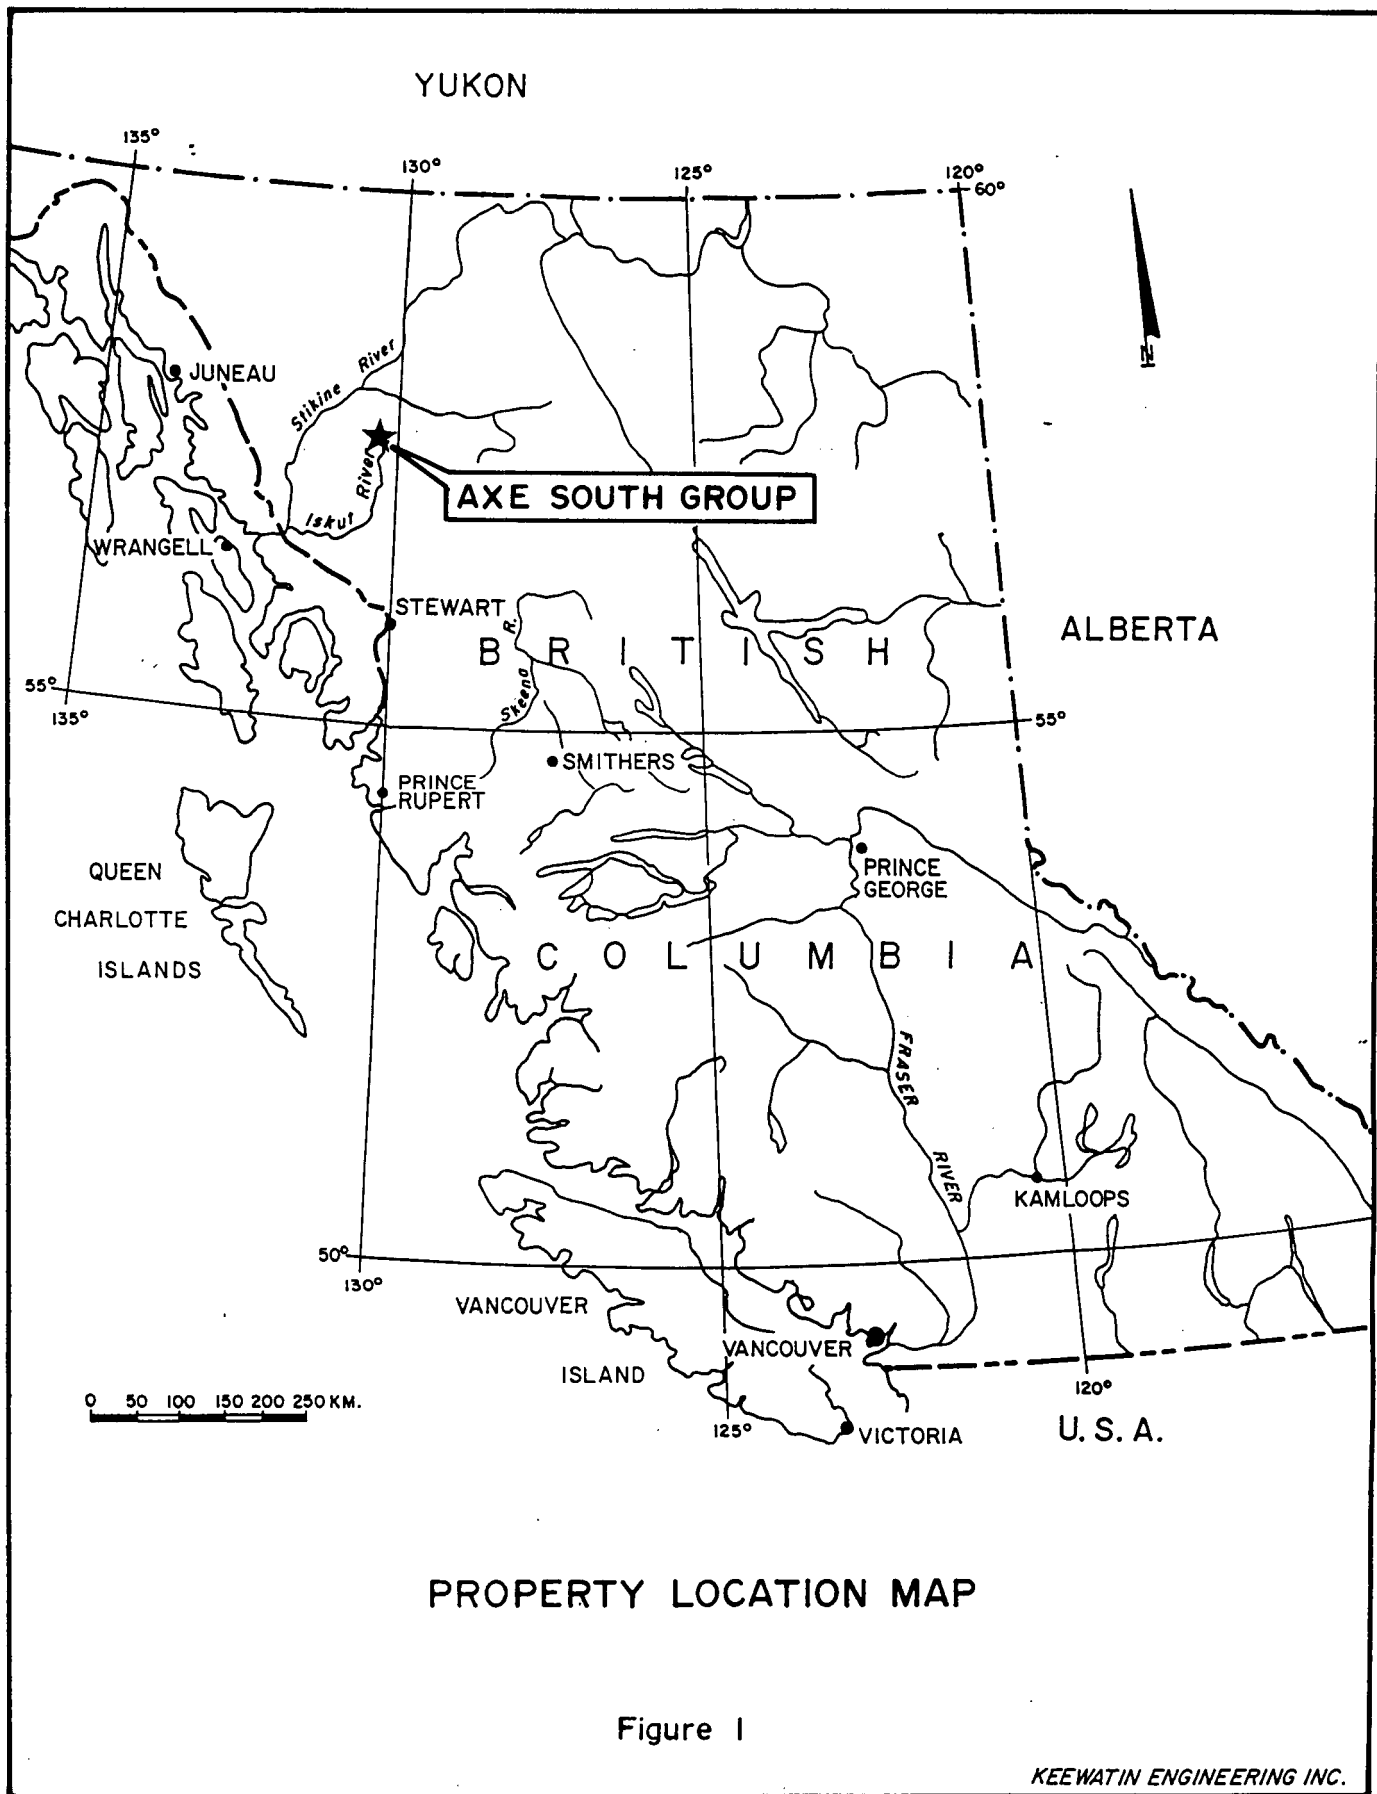 YUKON
135°
130°
125°
120°
60°
N
JUNEAU
Stikine River
AXE SOUTH GROUP
Iskut River
WRANGELL
STEWART
ALBERTA
BRITISH
Skeena R.
55°
135°
55°
SMITHERS
PRINCE
RUPERT
PRINCE
GEORGE
QUEEN
CHARLOTTE
ISLANDS
COLUMBIA
FRASER RIVER
KAMLOOPS
50°
130°
VANCOUVER
ISLAND
VANCOUVER
120°
0 50 100 150 200 250 KM.
125°
VICTORIA
U.S.A.
PROPERTY LOCATION MAP
Figure 1
KEEWATIN ENGINEERING INC.